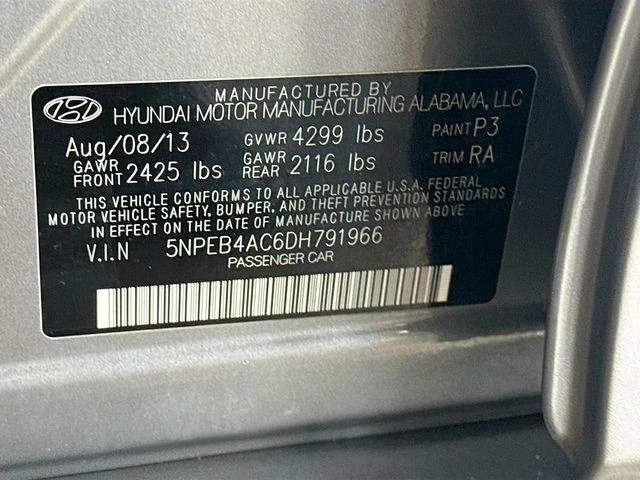 MANUFACTURED BY
HYUNDAI MOTOR MANUFACTURING ALABAMA, LLC
Aug/08/13 GVWR 4299 lbs PAINT P3
GAWR FRONT 2425 lbs GAWR REAR 2116 lbs TRIM RA
THIS VEHICLE CONFORMS TO ALL APPLICABLE U.S.A. FEDERAL
MOTOR VEHICLE SAFETY, BUMPER, AND THEFT PREVENTION STANDARDS
IN EFFECT ON THE DATE OF MANUFACTURE SHOWN ABOVE
V.I.N 5NPEB4AC6DH791966
PASSENGER CAR